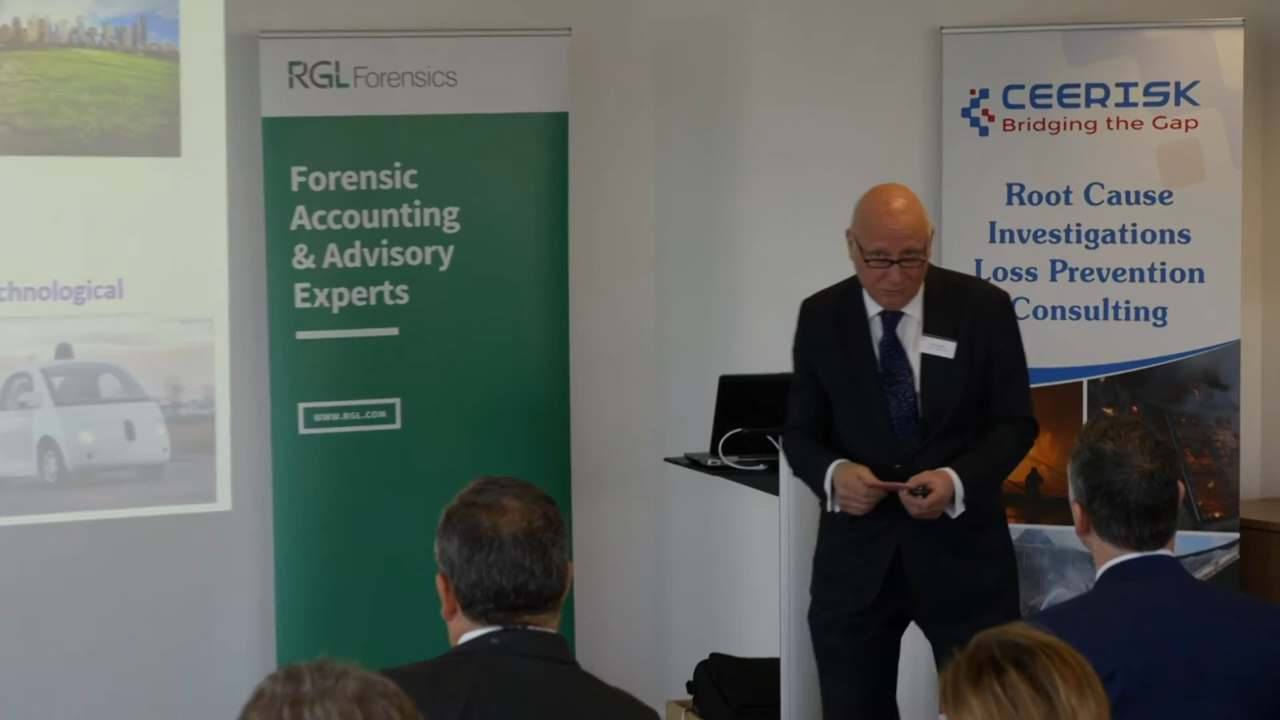 chnological
RGL Forensics
Forensic
Accounting
& Advisory
Experts
WWW.RGL.COM
CEERISK
Bridging the Gap
Root Cause
Investigations
Loss Prevention
Consulting